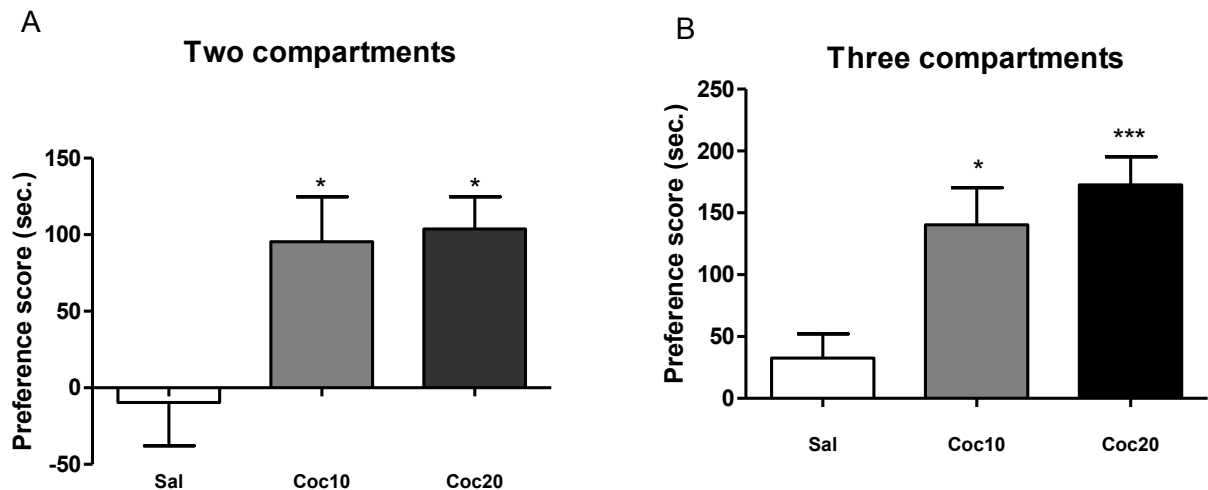 A
Two compartments
Preference score (sec.)
150
100
50
0
-50
*
*
Sal
Coc10
Coc20
B
Three compartments
Preference score (sec.)
250
200
150
100
50
0
*
***
Sal
Coc10
Coc20